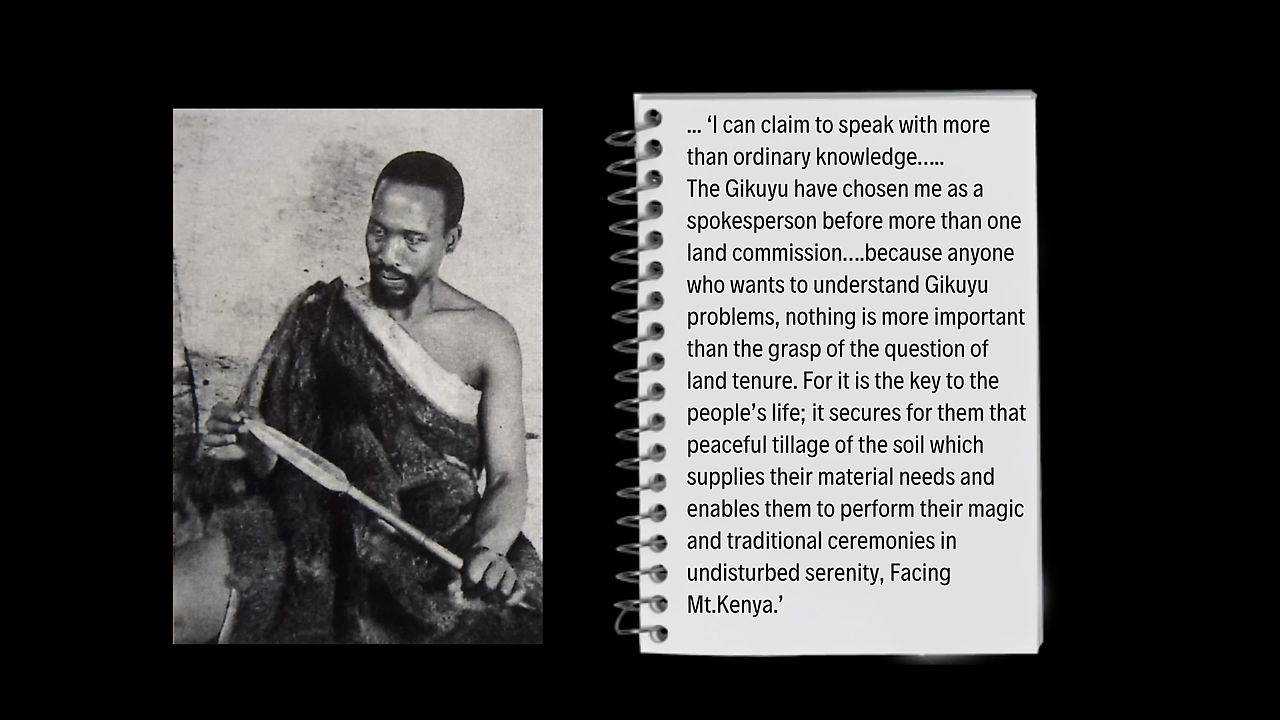 ... ‘I can claim to speak with more
than ordinary knowledge.....
The Gikuyu have chosen me as a
spokesperson before more than one
land commission....because anyone
who wants to understand Gikuyu
problems, nothing is more important
than the grasp of the question of
land tenure. For it is the key to the
people’s life; it secures for them that
peaceful tillage of the soil which
supplies their material needs and
enables them to perform their magic
and traditional ceremonies in
undisturbed serenity, Facing
Mt.Kenya.’